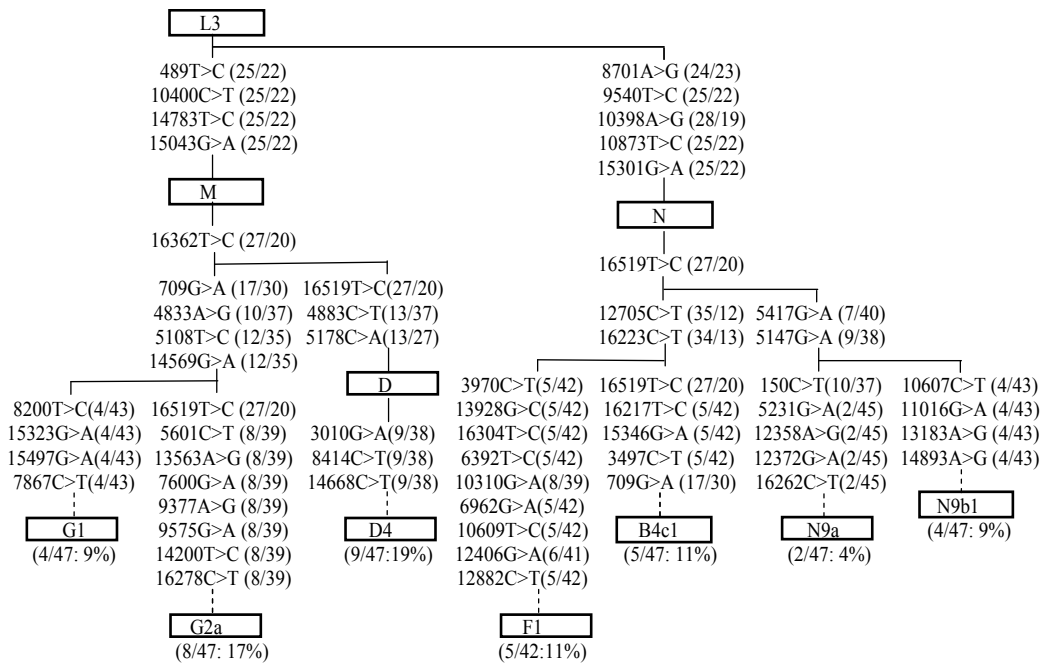 L3
489T>C (25/22)
10400C>T (25/22)
14783T>C (25/22)
15043G>A (25/22)
M
16362T>C (27/20)
709G>A (17/30)
4833A>G (10/37)
5108T>C (12/35)
14569G>A (12/35)
8200T>C(4/43)
15323G>A(4/43)
15497G>A(4/43)
7867C>T(4/43)
G1
(4/47: 9%)
16519T>C (27/20)
5601C>T (8/39)
13563A>G (8/39)
7600G>A (8/39)
9377A>G (8/39)
9575G>A (8/39)
14200T>C (8/39)
16278C>T (8/39)
G2a
(8/47: 17%)
16519T>C(27/20)
4883C>T(13/37)
5178C>A(13/27)
D
3010G>A(9/38)
8414C>T(9/38)
14668C>T(9/38)
D4
(9/47:19%)
8701A>G (24/23)
9540T>C (25/22)
10398A>G (28/19)
10873T>C (25/22)
15301G>A (25/22)
N
16519T>C (27/20)
12705C>T (35/12)
16223C>T (34/13)
3970C>T(5/42)
13928G>C(5/42)
16304T>C(5/42)
6392T>C(5/42)
10310G>A(8/39)
6962G>A(5/42)
10609T>C(5/42)
12406G>A(6/41)
12882C>T(5/42)
F1
(5/42:11%)
16519T>C (27/20)
16217T>C (5/42)
15346G>A (5/42)
3497C>T (5/42)
709G>A (17/30)
B4c1
(5/47: 11%)
5417G>A (7/40)
5147G>A (9/38)
150C>T(10/37)
5231G>A(2/45)
12358A>G(2/45)
12372G>A(2/45)
16262C>T(2/45)
N9a
(2/47: 4%)
10607C>T (4/43)
11016G>A (4/43)
13183A>G (4/43)
14893A>G (4/43)
N9b1
(4/47: 9%)